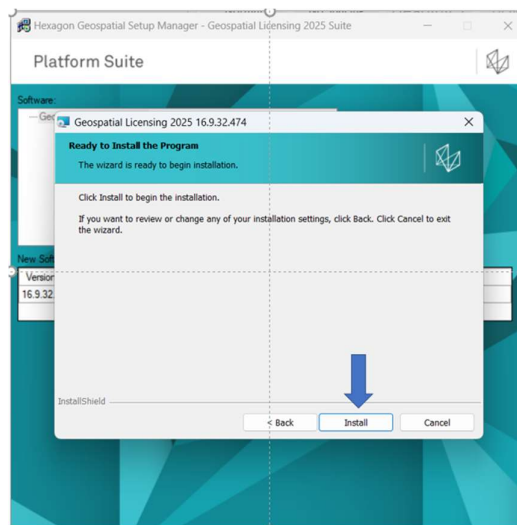 Hexagon Geospatial Setup Manager - Geospatial Licensing 2025 Suite
Platform Suite
Software:
Geospatial Licensing 2025 16.9.32.474
Ready to Install the Program
The wizard is ready to begin installation.
Click Install to begin the installation.
If you want to review or change any of your installation settings, click Back. Click Cancel to exit
the wizard.
New
Version
16.9.32
InstallShield
< Back
Install
Cancel